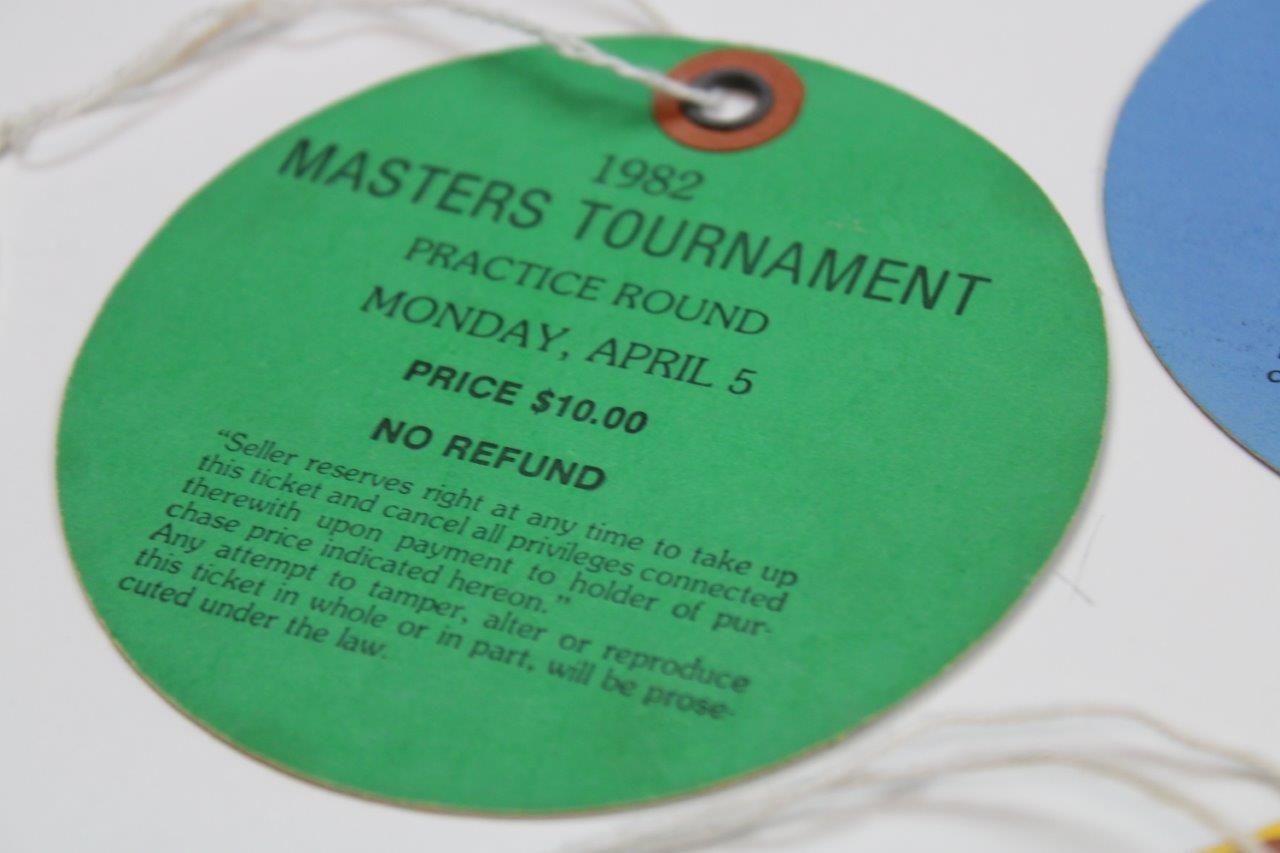 1982
MASTERS TOURNAMENT
PRACTICE ROUND
MONDAY, APRIL 5
PRICE $10.00
NO REFUND
"Seller reserves right at any time to take up
this ticket and cancel all privileges connected
therewith upon payment to holder of pur-
chase price indicated hereon."
Any attempt to tamper, alter or reproduce
this ticket in whole or in part, will be prose-
cuted under the law.